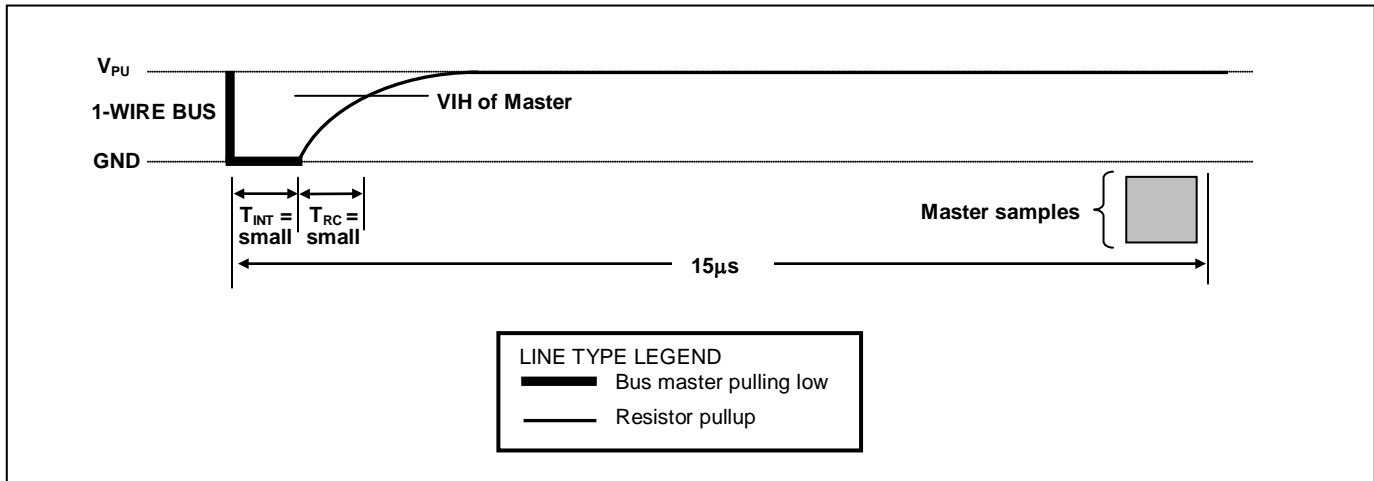 VPU
1-WIRE BUS
VIH of Master
GND
TINT =
small
TRC =
small
Master samples
15μs
LINE TYPE LEGEND
Bus master pulling low
Resistor pullup